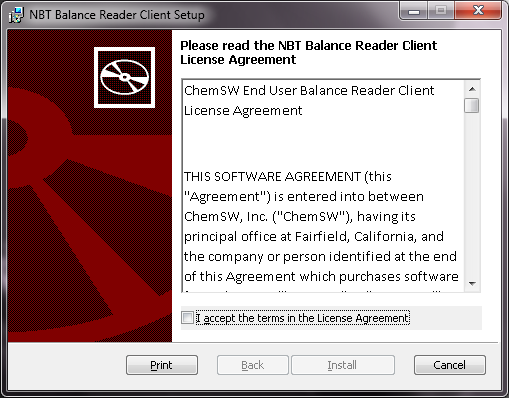 NBT Balance Reader Client Setup
Please read the NBT Balance Reader Client
License Agreement
ChemSW End User Balance Reader Client
License Agreement
THIS SOFTWARE AGREEMENT (this
"Agreement") is entered into between
ChemSW, Inc. ("ChemSW"), having its
principal office at Fairfield, California, and
the company or person identified at the end
of this Agreement which purchases software
I accept the terms in the License Agreement
Print
Back
Install
Cancel